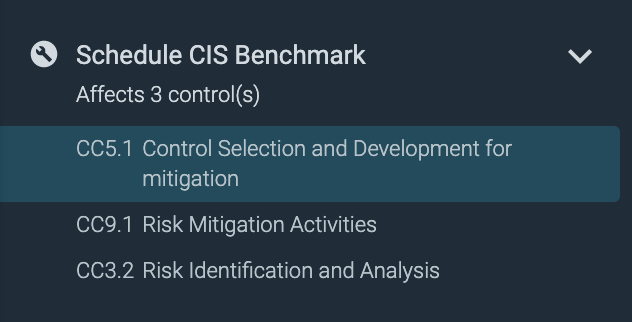 Schedule CIS Benchmark
Affects 3 control(s)
CC5.1 Control Selection and Development for
mitigation
CC9.1 Risk Mitigation Activities
CC3.2 Risk Identification and Analysis